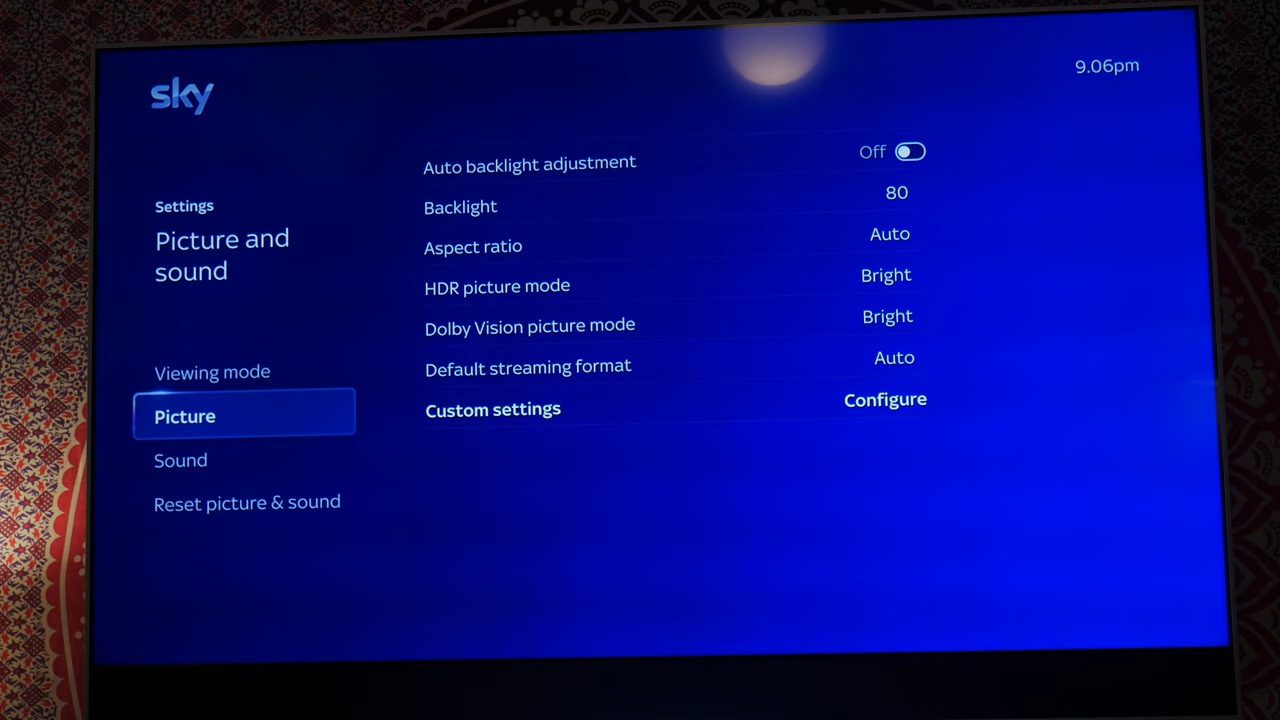 sky
9.06pm
Settings
Picture and
sound
Viewing mode
Picture
Sound
Reset picture & sound
Auto backlight adjustment Off
Backlight 80
Aspect ratio Auto
HDR picture mode Bright
Dolby Vision picture mode Bright
Default streaming format Auto
Custom settings Configure